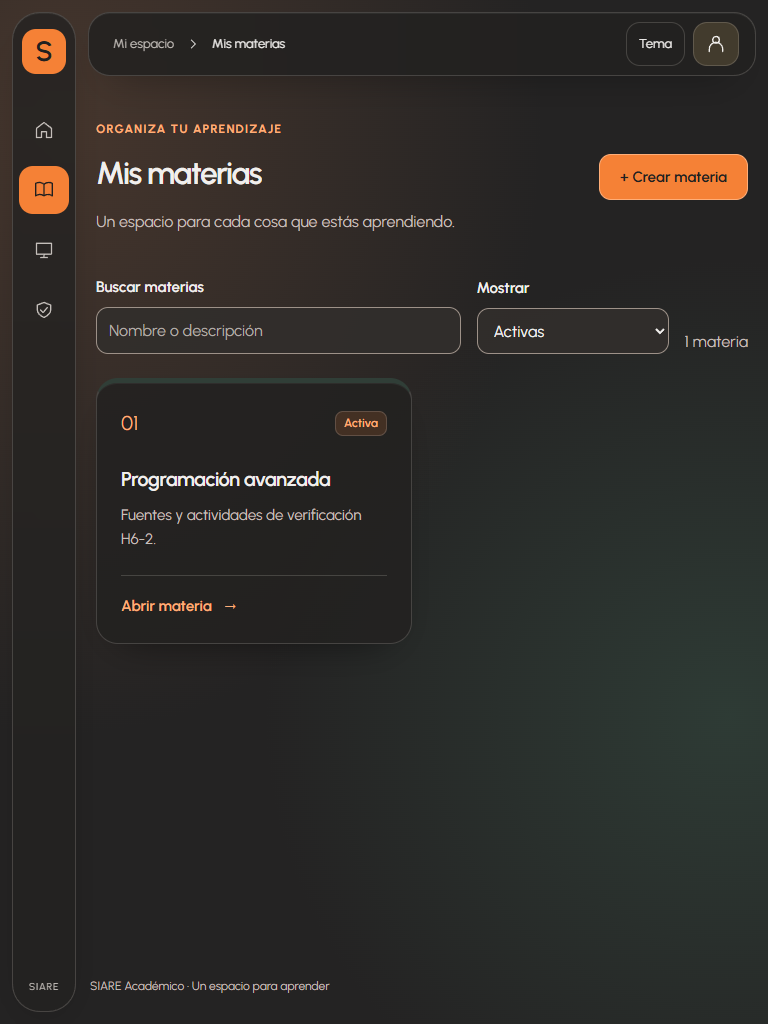 S
Mi espacio > Mis materias
Tema
ORGANIZA TU APRENDIZAJE
Mis materias
+ Crear materia
Un espacio para cada cosa que estás aprendiendo.
Buscar materias
Mostrar
Nombre o descripción
Activas
1 materia
01
Activa
Programación avanzada
Fuentes y actividades de verificación
H6-2.
Abrir materia →
SIARE
SIARE Académico · Un espacio para aprender